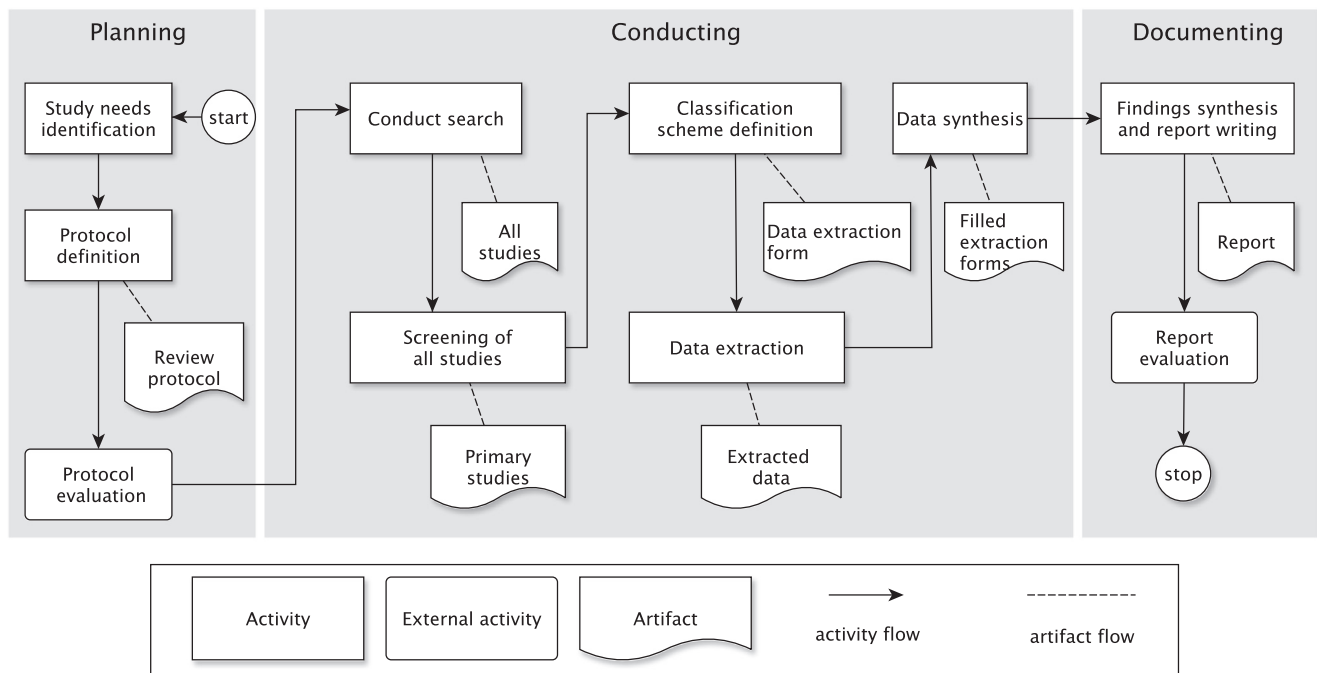 Planning
Study needs
identification
start
Protocol
definition
Review
protocol
Protocol
evaluation
Conducting
Conduct search
All
studies
Screening of
all studies
Primary
studies
Classification
scheme definition
Data extraction
form
Data extraction
Extracted
data
Data synthesis
Filled
extraction
forms
Documenting
Findings synthesis
and report writing
Report
Report
evaluation
stop
Activity
External activity
Artifact
activity flow
artifact flow